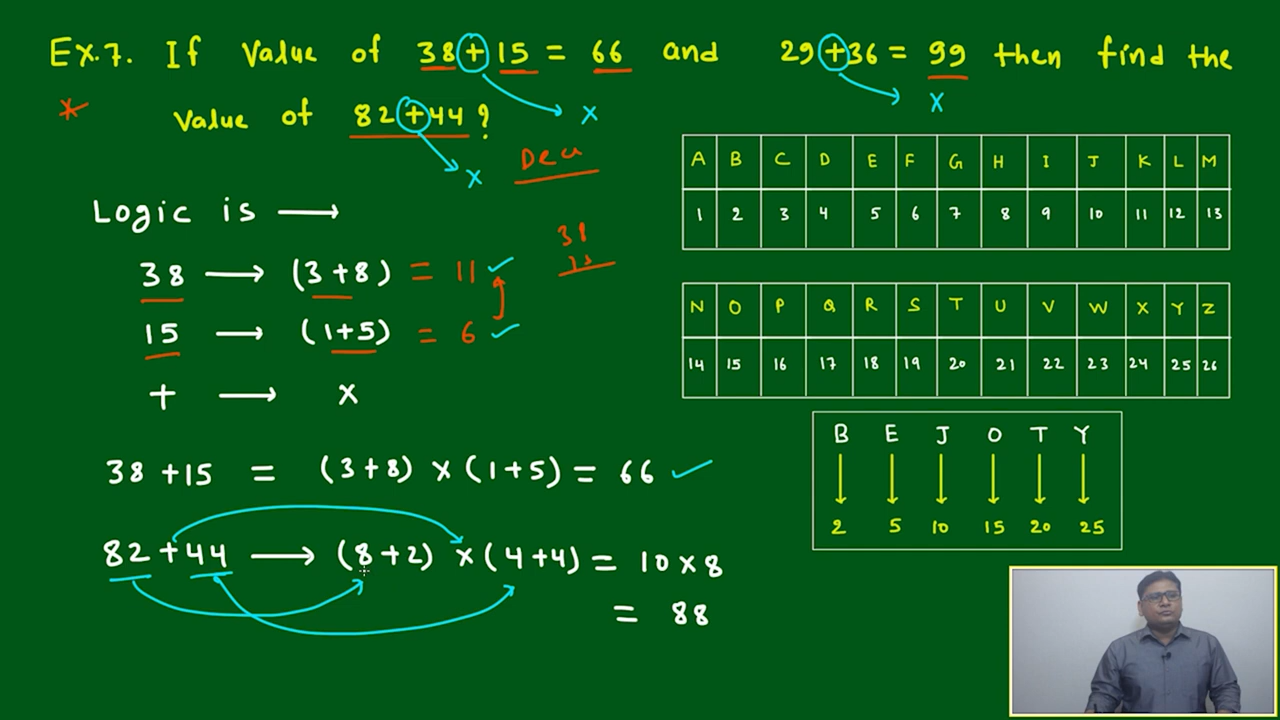 Ex.7. If Value of 38 + 15 = 66 and 29 + 36 = 99 then find the
* Value of 82 + 44 ?
x
x
x
Logic is →
38 → (3 + 8) = 11 ✓
15 → (1+5) = 6 ✓
+ → x
38
38 + 15 = (3+8) x (1+5) = 66 ✓
82 + 44 → (8+2) x (4+4) = 10 x 8
= 88
A B C D E F G H I J K L M
1 2 3 4 5 6 7 8 9 10 11 12 13
N O P Q R S T U V W X Y Z
14 15 16 17 18 19 20 21 22 23 24 25 26
B E J O T Y
↓ ↓ ↓ ↓ ↓ ↓
2 5 10 15 20 25